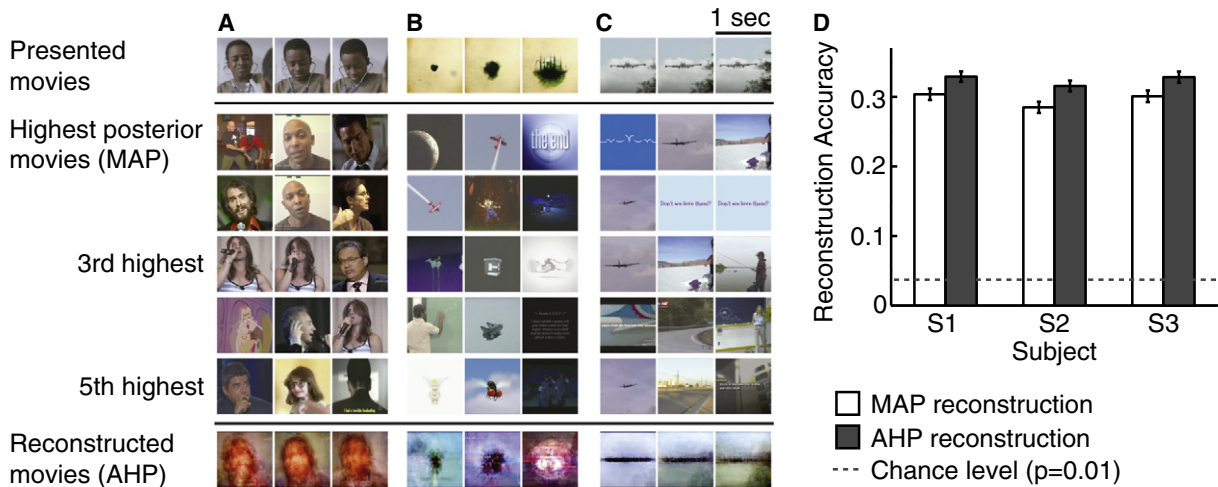 A
B
C
1 sec
D
Presented
movies
Highest posterior
movies (MAP)
the end
Don't we love them?
Don't we love them?
3rd highest
5th highest
Reconstructed
movies (AHP)
Reconstruction Accuracy
0.3
0.2
0.1
0
S1
S2
S3
Subject
MAP reconstruction
AHP reconstruction
Chance level (p=0.01)